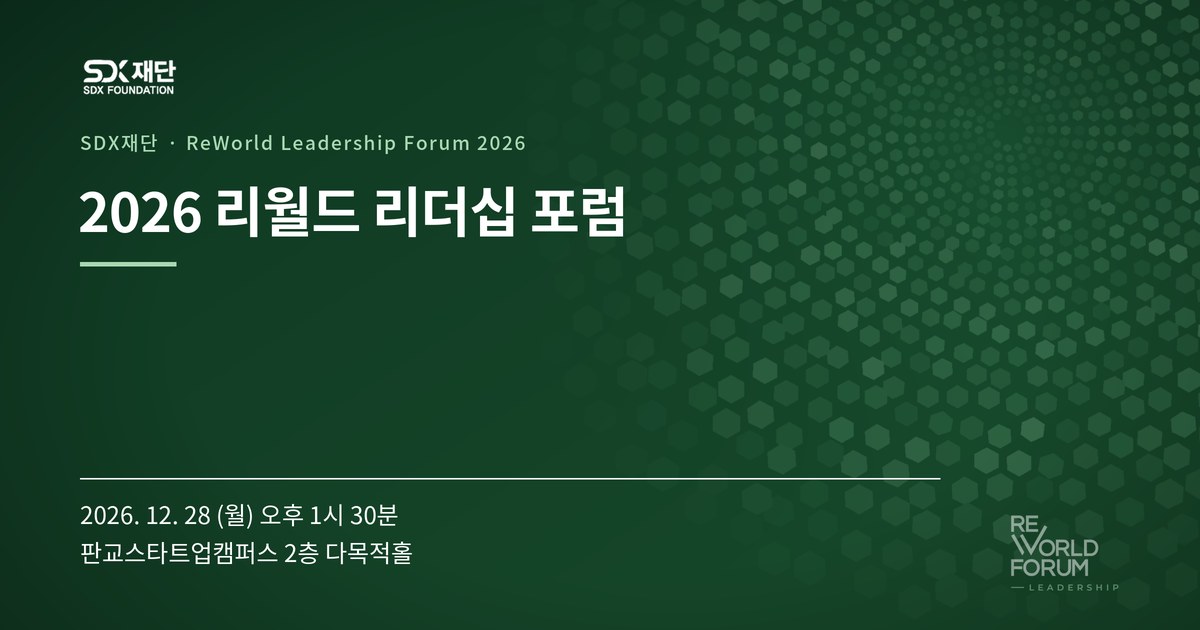 SDX재단
SDX FOUNDATION
SDX재단 · ReWorld Leadership Forum 2026
2026 리월드 리더십 포럼
2026. 12. 28 (월) 오후 1시 30분
판교스타트업캠퍼스 2층 다목적홀
RE
WORLD
FORUM
LEADERSHIP